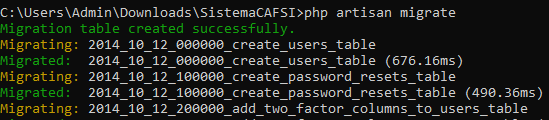 C:\Users\Admin\Downloads\SistemaCAFSI>php artisan migrate
Migration table created successfully.
Migrating: 2014_10_12_000000_create_users_table
Migrated:  2014_10_12_000000_create_users_table (676.16ms)
Migrating: 2014_10_12_100000_create_password_resets_table
Migrated:  2014_10_12_100000_create_password_resets_table (490.36ms)
Migrating: 2014_10_12_200000_add_two_factor_columns_to_users_table